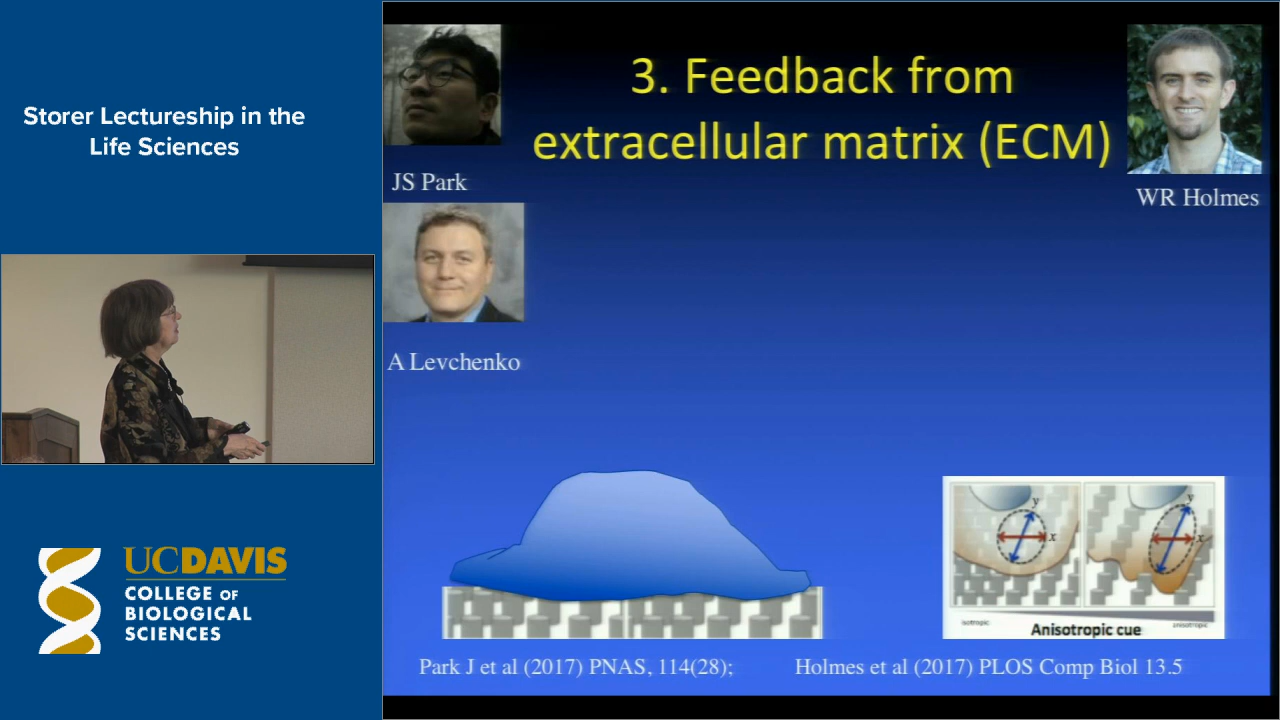 Storer Lectureship in the
Life Sciences
UCDAVIS
COLLEGE OF
BIOLOGICAL
SCIENCES
3. Feedback from
extracellular matrix (ECM)
JS Park
WR Holmes
A Levchenko
y
x
y
x
isotropic
anisotropic
Anisotropic cue
Park J et al (2017) PNAS, 114(28);
Holmes et al (2017) PLOS Comp Biol 13.5